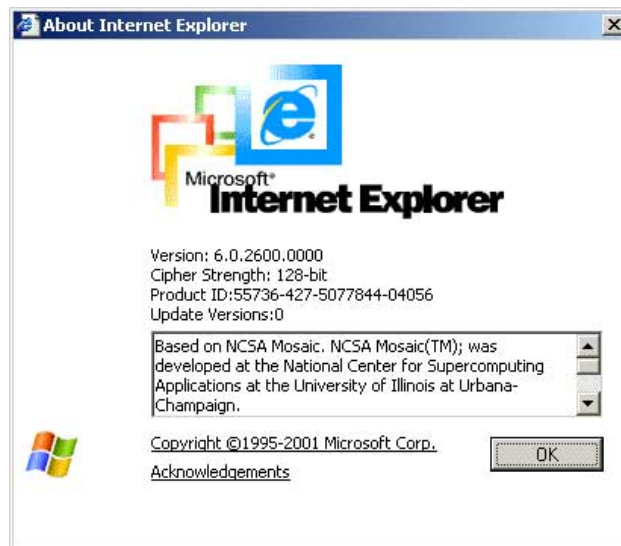 About Internet Explorer
Microsoft®
Internet Explorer
Version: 6.0.2600.0000
Cipher Strength: 128-bit
Product ID:55736-427-5077844-04056
Update Versions:0
Based on NCSA Mosaic. NCSA Mosaic(TM); was
developed at the National Center for Supercomputing
Applications at the University of Illinois at Urbana-
Champaign.
Copyright ©1995-2001 Microsoft Corp.
OK
Acknowledgements